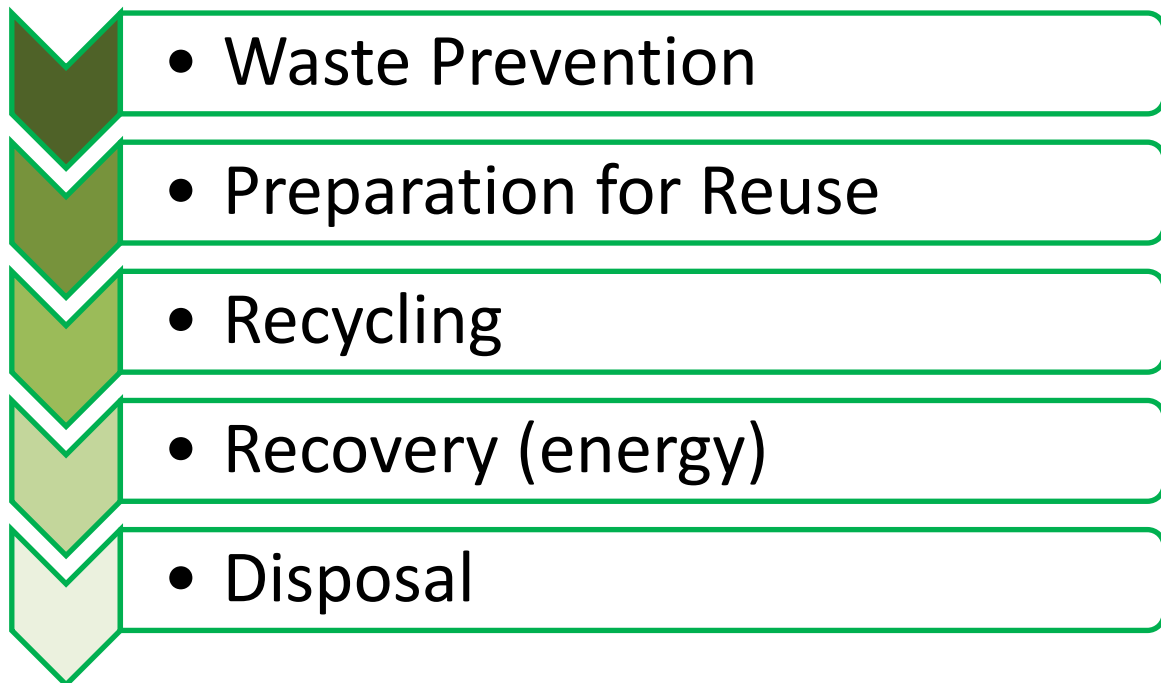 • Waste Prevention
• Preparation for Reuse
• Recycling
• Recovery (energy)
• Disposal